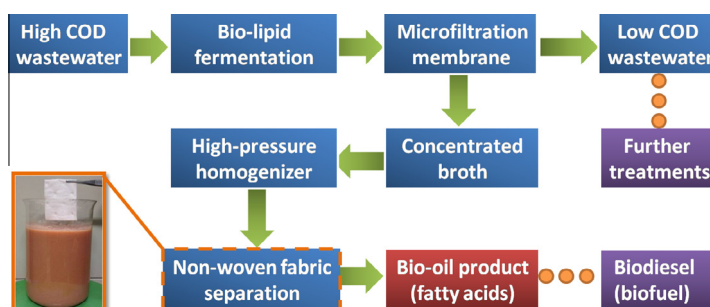 High COD
wastewater
Bio-lipid
fermentation
Microfiltration
membrane
Low COD
wastewater
High-pressure
homogenizer
Concentrated
broth
Further
treatments
Non-woven fabric
separation
Bio-oil product
(fatty acids)
Biodiesel
(biofuel)